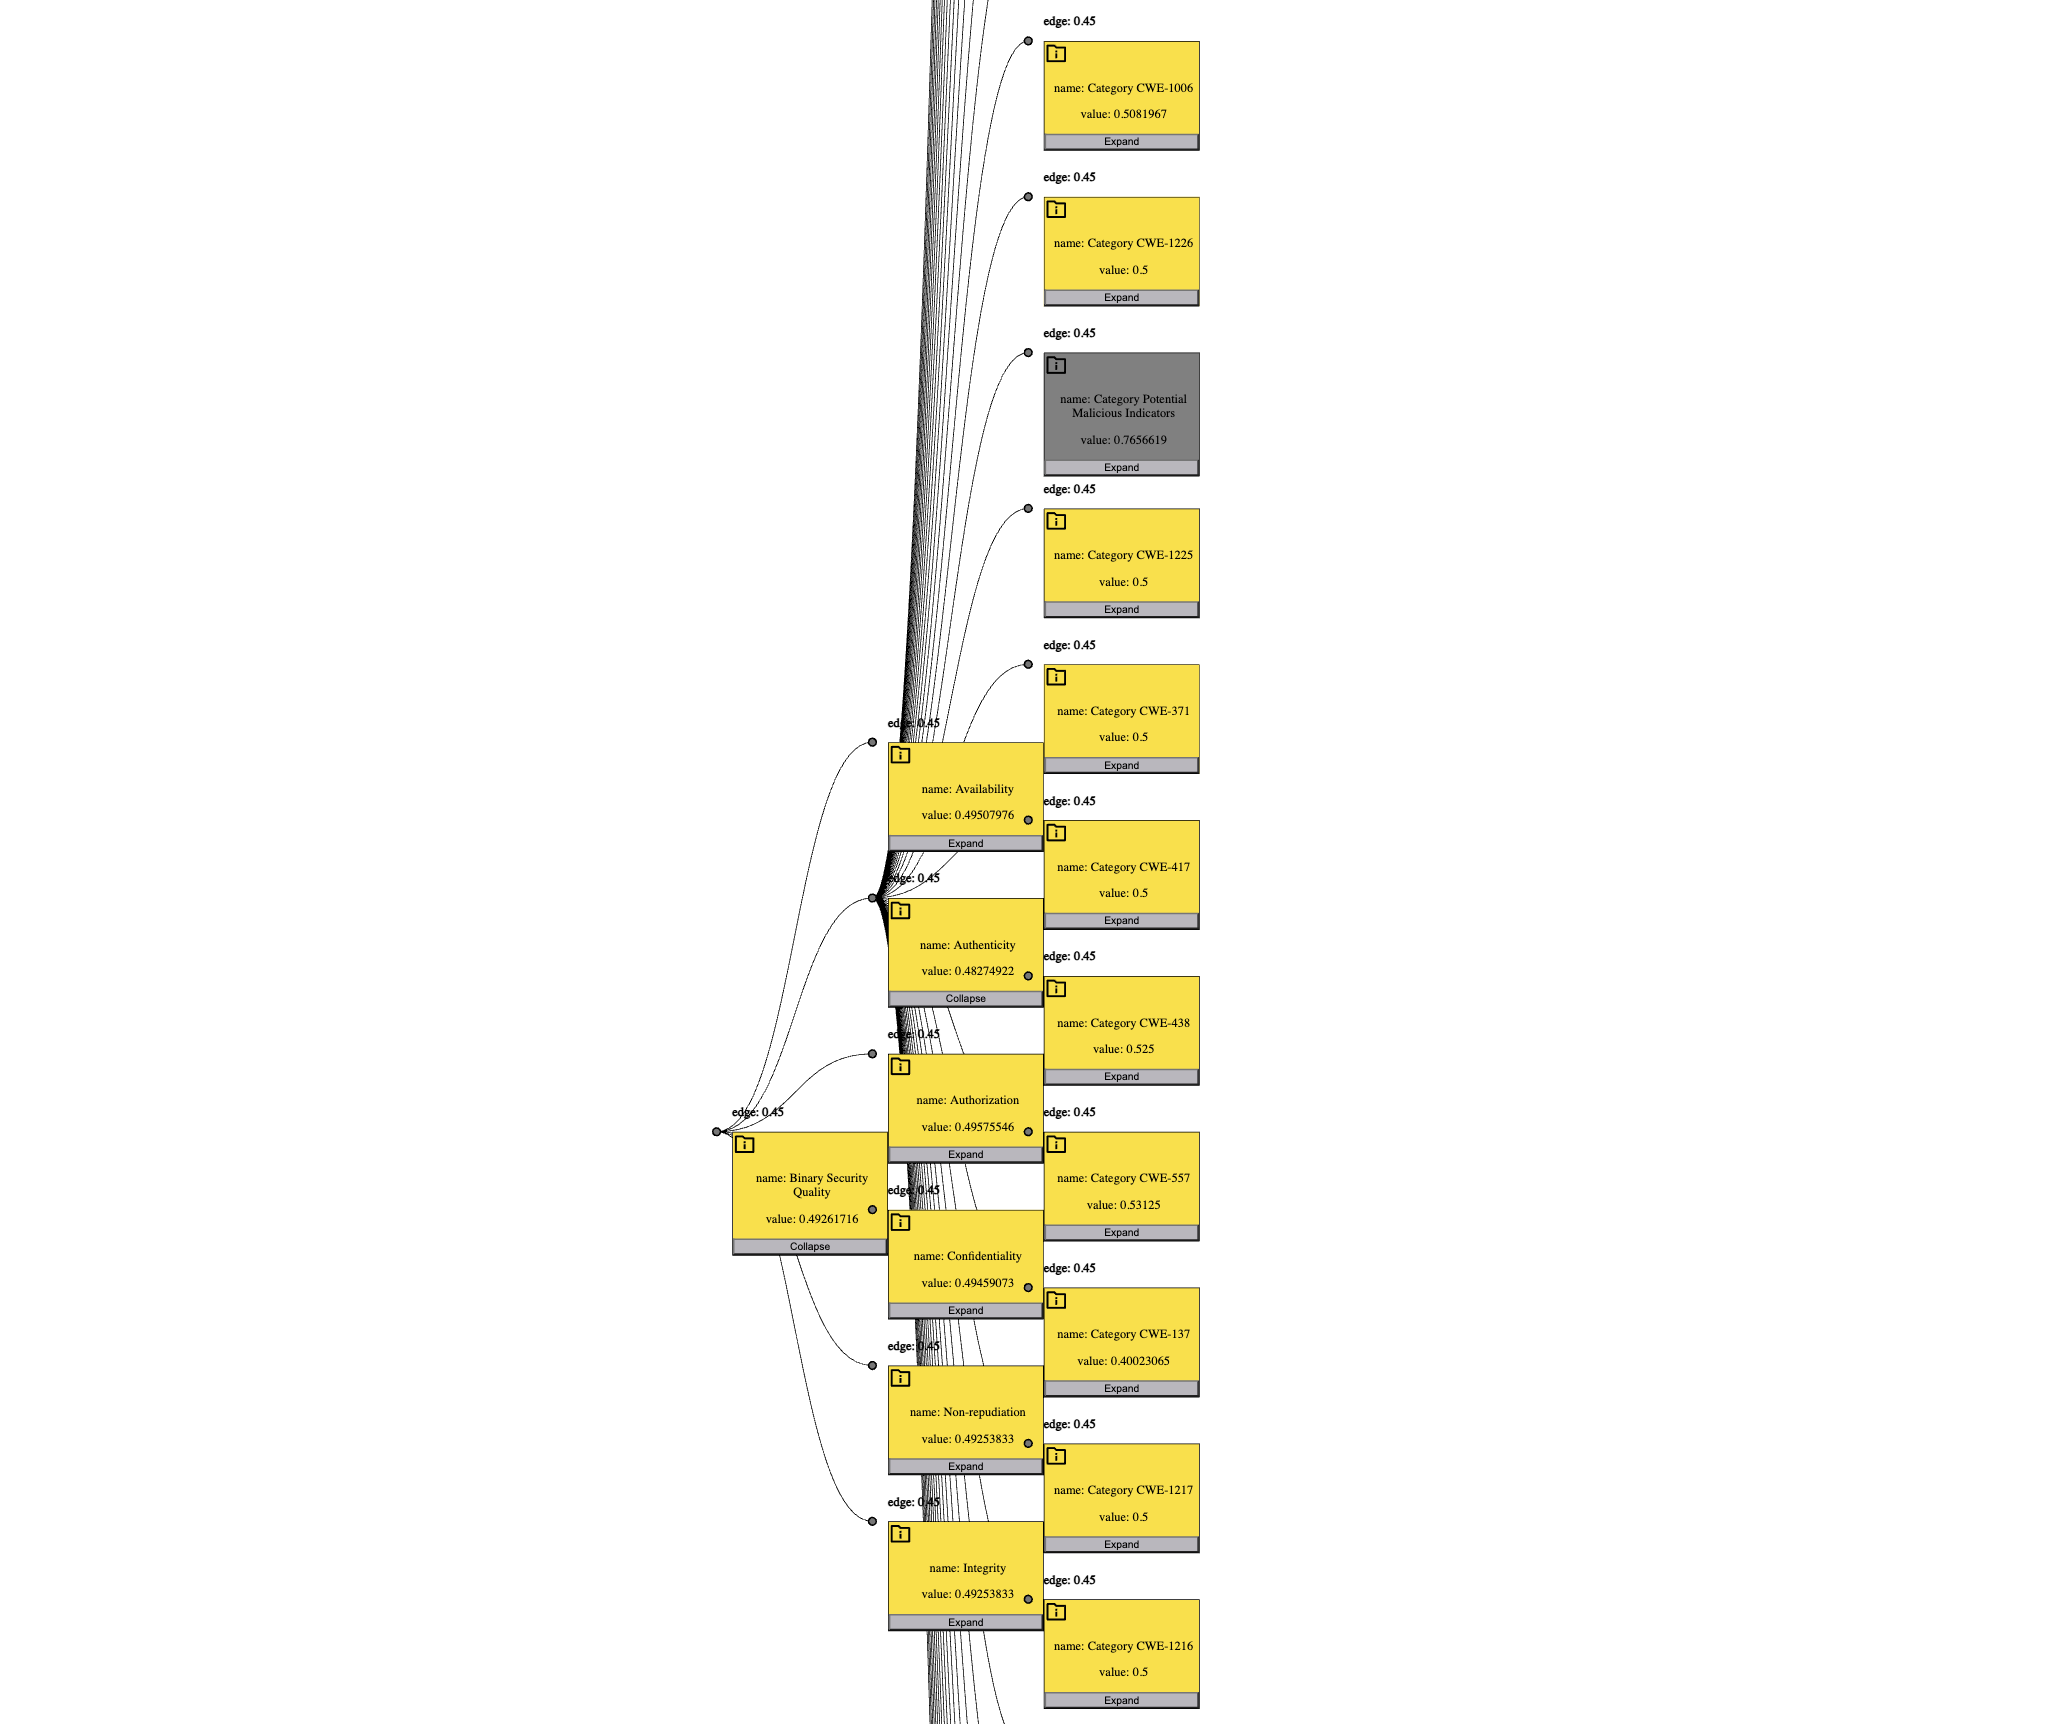 edge: 0.45
name: Category CWE-1006
value: 0.5081967
Expand
edge: 0.45
name: Category CWE-1226
value: 0.5
Expand
edge: 0.45
name: Category Potential
Malicious Indicators
value: 0.7656619
Expand
edge: 0.45
name: Category CWE-1225
value: 0.5
Expand
edge: 0.45
name: Category CWE-371
value: 0.5
Expand
edge: 0.45
name: Availability
value: 0.49507976
Expand
edge: 0.45
name: Category CWE-417
value: 0.5
Expand
edge: 0.45
name: Authenticity
value: 0.48274922
Collapse
edge: 0.45
name: Category CWE-438
value: 0.525
Expand
edge: 0.45
name: Authorization
value: 0.49575546
Expand
edge: 0.45
name: Binary Security
Quality
value: 0.49261716
Collapse
edge: 0.45
name: Category CWE-557
value: 0.53125
Expand
edge: 0.45
name: Confidentiality
value: 0.49459073
Expand
edge: 0.45
name: Category CWE-137
value: 0.40023065
Expand
edge: 0.45
name: Non-repudiation
value: 0.49253833
Expand
edge: 0.45
name: Category CWE-1217
value: 0.5
Expand
edge: 0.45
name: Integrity
value: 0.49253833
Expand
edge: 0.45
name: Category CWE-1216
value: 0.5
Expand